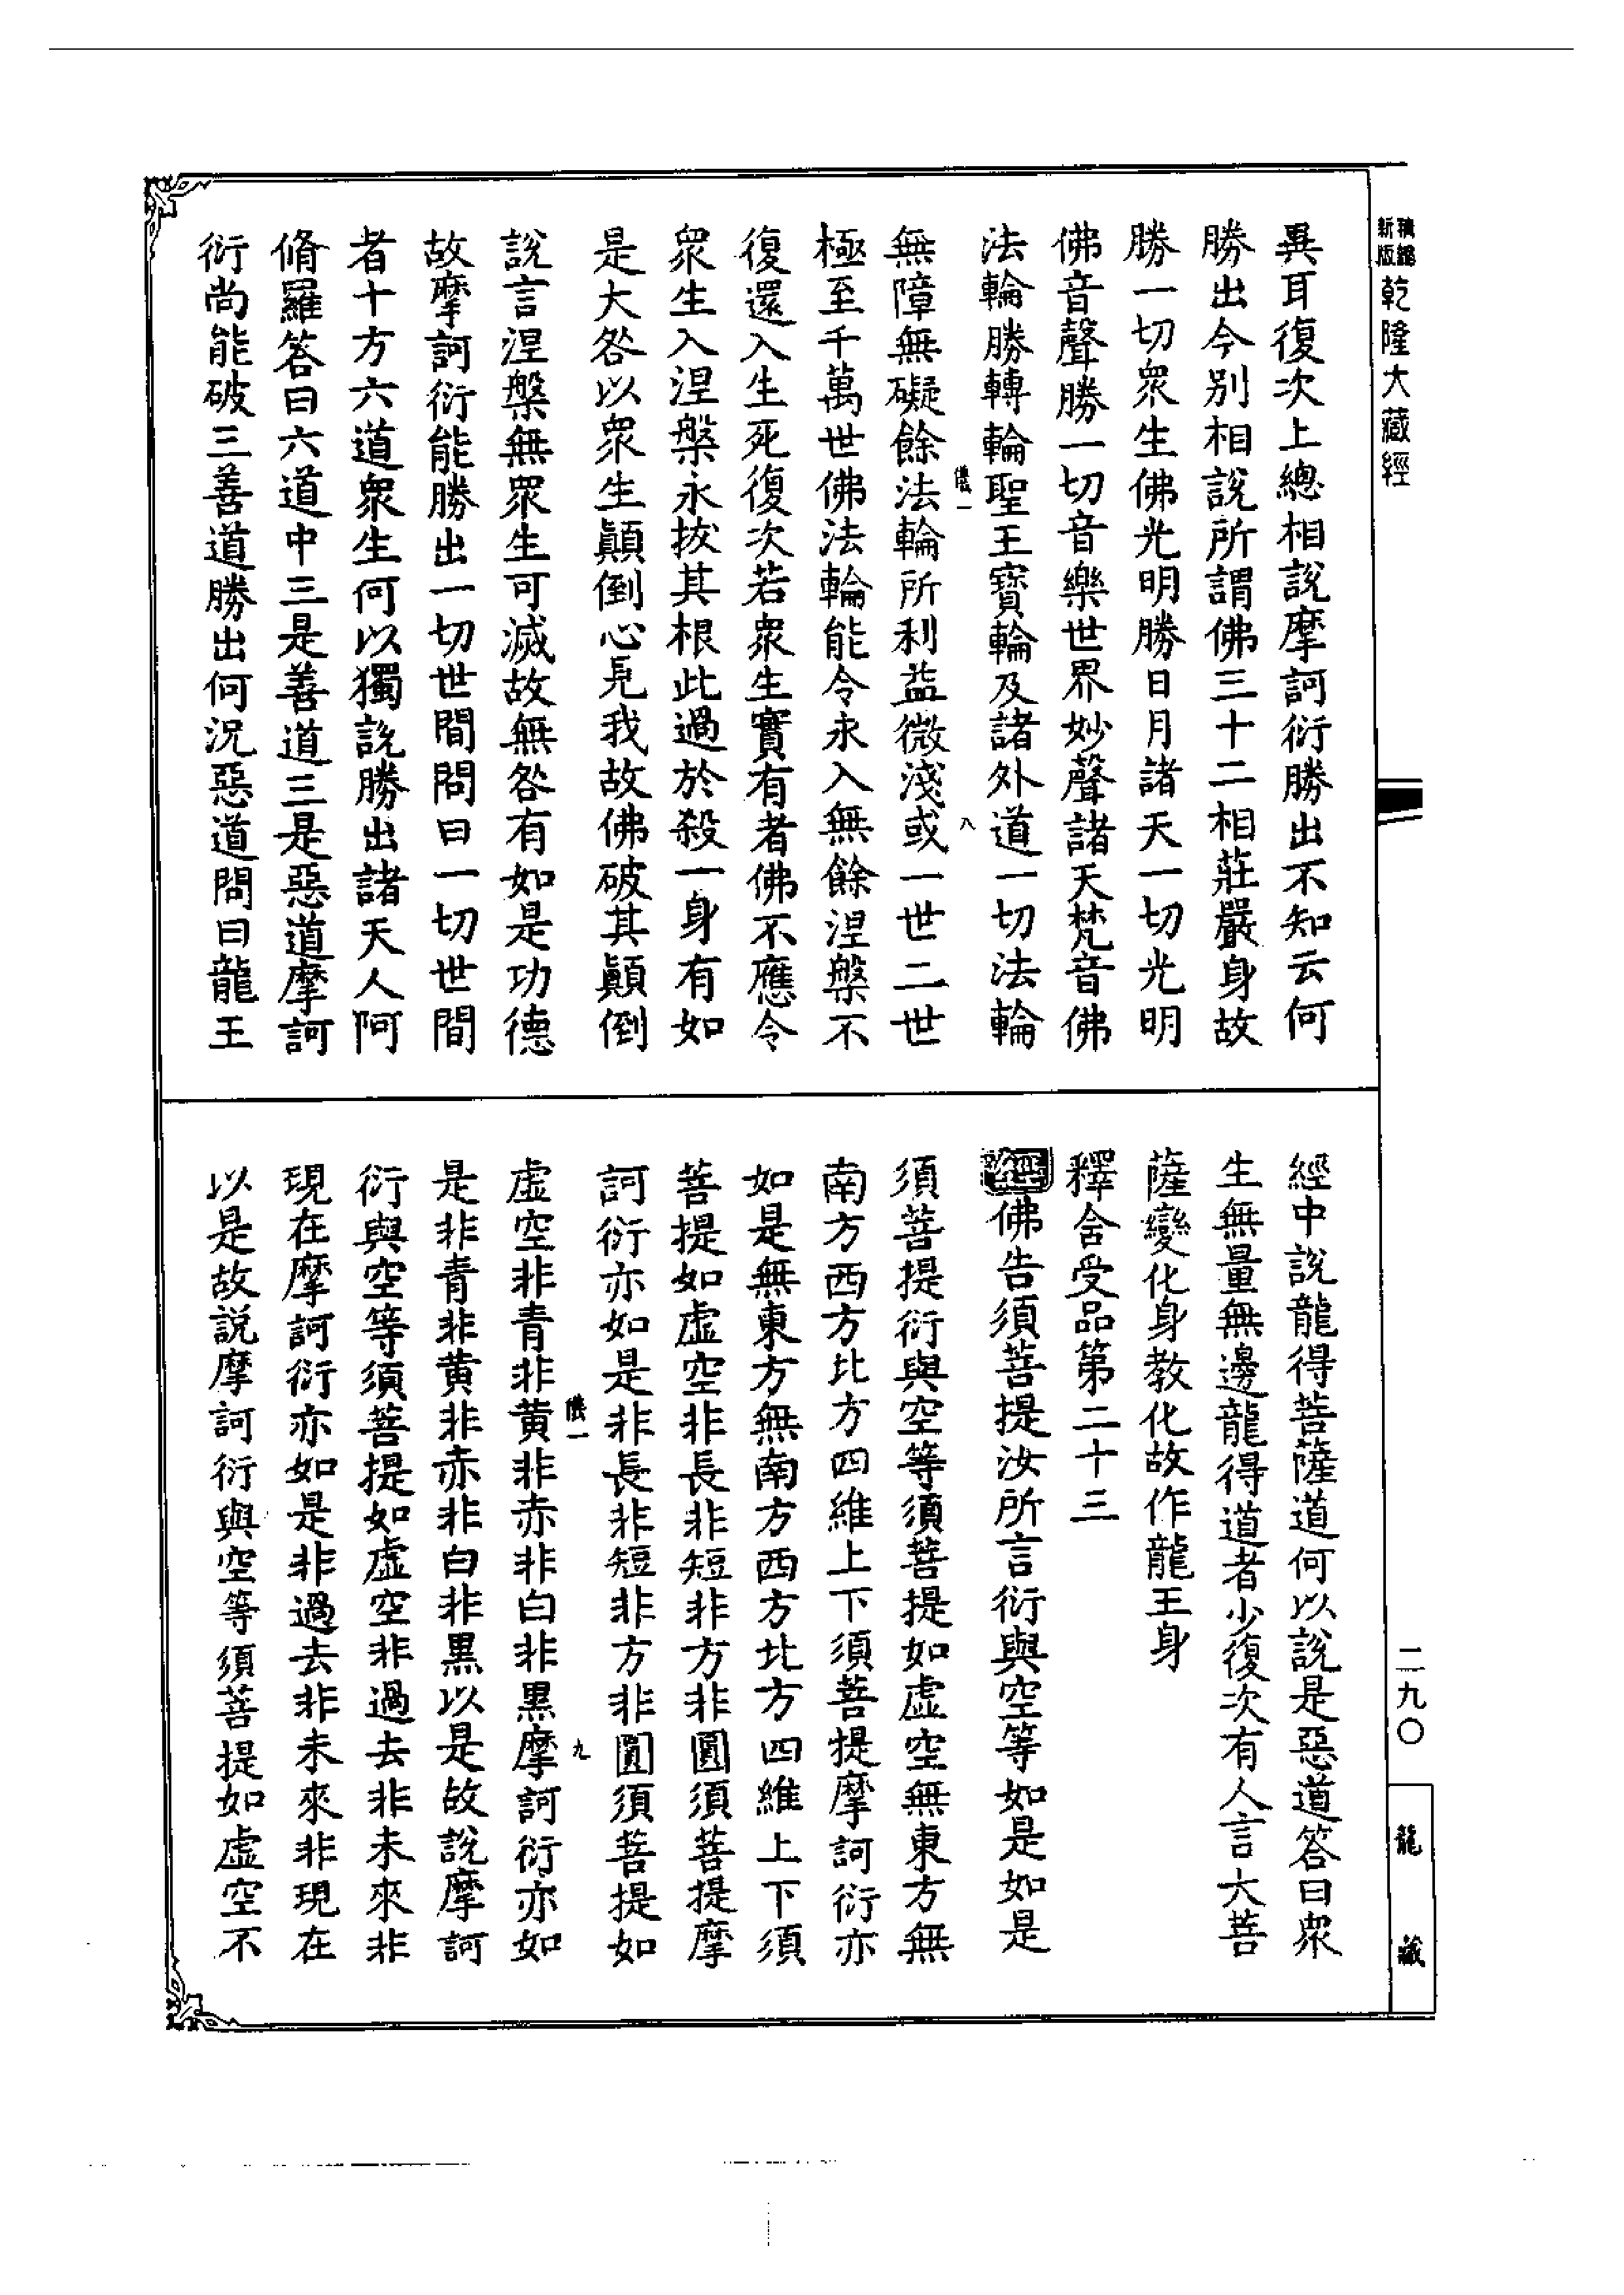 新版
精縮
乾隆大藏經
異耳復次上總相說摩訶衍勝出不知云何
勝出今别相說所謂佛三十二相莊嚴身故
勝一切衆生佛光明勝日月諸天一切光明
佛音聲勝一切音樂世界妙聲諸天梵音佛
法輪勝轉輪聖王寳輪及諸外道一切法輪
儀一
八
無障無礙餘法輪所利益微淺或一世二世
極至千萬世佛法輪能令永入無餘涅槃不
復還入生死復次若衆生實有者佛不應令
衆生入涅槃永拔其根此過於殺一身有如
是大咎以衆生顛倒心見我故佛破其顛倒
說言涅槃無眾生可滅故無咎有如是功德
故摩訶衍能勝出一切世間問曰一切世間
者十方六道衆生何以獨說勝出諸天人阿
脩羅答曰六道中三是善道三是惡道摩訶
衍尚能破三善道勝出何況惡道問曰龍王
經中說龍得菩薩道何以說是惡道答曰衆
生無量無邊龍得道者少復次有人言大菩
薩變化身教化故作龍王身
釋含受品第二十三
經佛告須菩提汝所言衍與空等如是如是
須菩提衍與空等須菩提如虛空無東方無
南方西方北方四維上下須菩提摩訶衍亦
如是無東方無南方西方北方四維上下須
菩提如虛空非長非短非方非圓須菩提摩
訶衍亦如是非長非短非方非圓須菩提如
儀一
九
虛空非青非黄非赤非白非黑摩訶衍亦如
是非青非黄非赤非白非黑以是故說摩訶
衍與空等須菩提如虛空非過去非未來非
現在摩訶衍亦如是非過去非未來非現在
以是故說摩訶衍與空等須菩提如虛空不
二九〇
龍藏